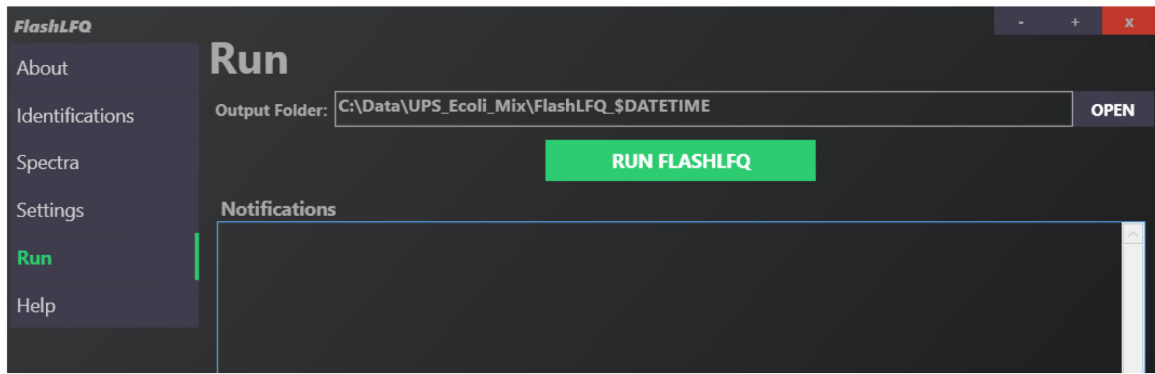 FlashLFQ
- + x
About
Identifications
Spectra
Settings
Run
Help
Run
Output Folder: C:\Data\UPS_Ecoli_Mix\FlashLFQ_$DATETIME OPEN
RUN FLASHLFQ
Notifications